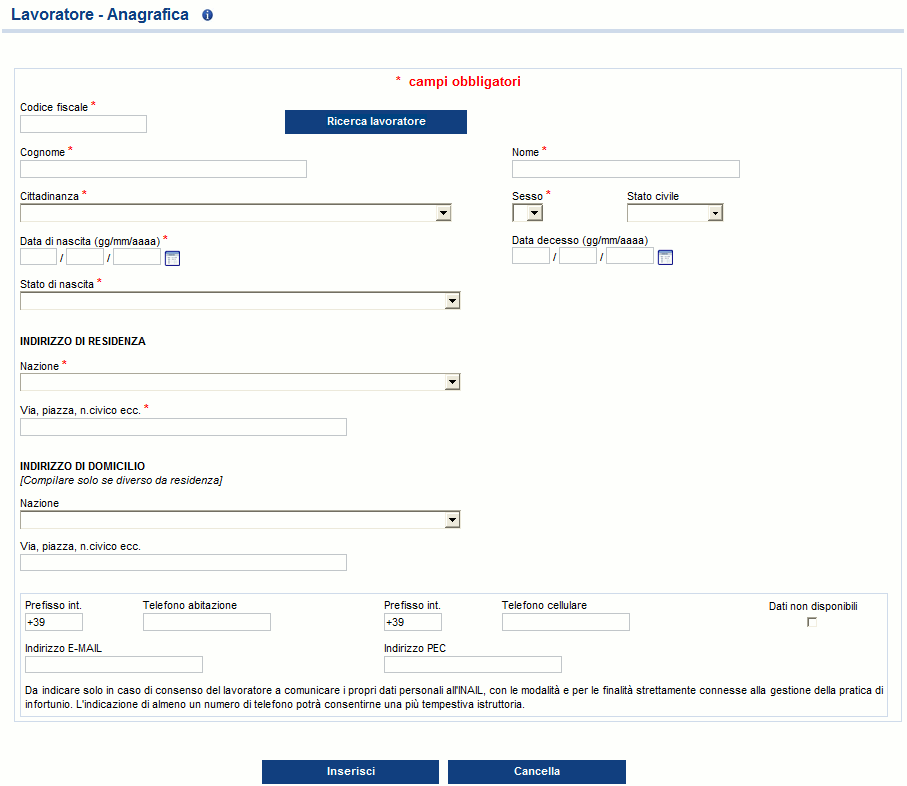 Lavoratore - Anagrafica i
* campi obbligatori
Codice fiscale *
Ricerca lavoratore
Cognome * Nome *
Cittadinanza * Sesso * Stato civile
Data di nascita (gg/mm/aaaa) * Data decesso (gg/mm/aaaa)
/ / / /
Stato di nascita *
INDIRIZZO DI RESIDENZA
Nazione *
Via, piazza, n.civico ecc. *
INDIRIZZO DI DOMICILIO
[Compilare solo se diverso da residenza]
Nazione
Via, piazza, n.civico ecc.
Prefisso int. Telefono abitazione Prefisso int. Telefono cellulare Dati non disponibili
+39 +39
Indirizzo E-MAIL Indirizzo PEC
Da indicare solo in caso di consenso del lavoratore a comunicare i propri dati personali all'INAIL, con le modalità e per le finalità strettamente connesse alla gestione della pratica di
infortunio. L'indicazione di almeno un numero di telefono potrà consentirne una più tempestiva istruttoria.
Inserisci Cancella